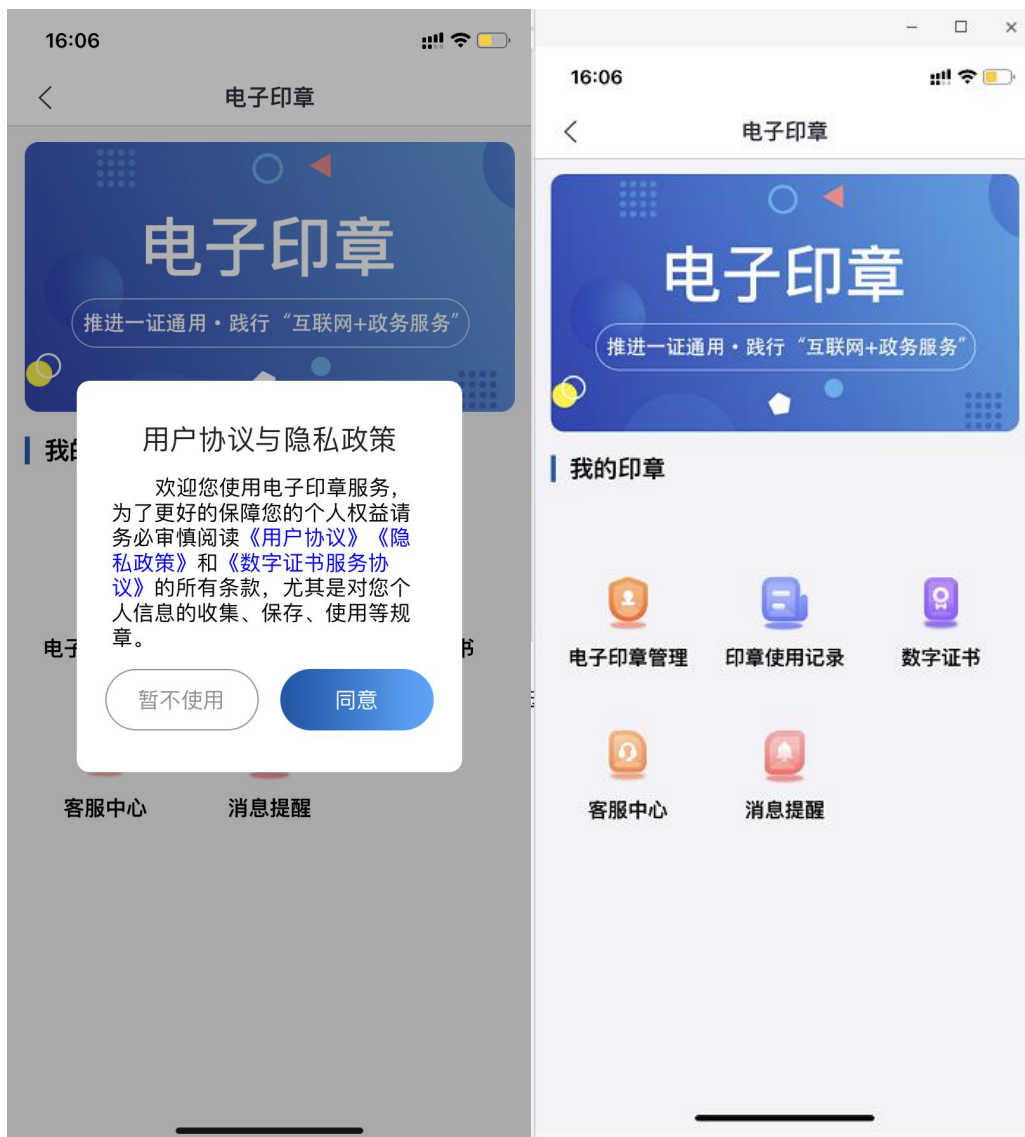 16:06
电子印章
电子印章
推进一证通用·践行“互联网+政务服务”
我的
用户协议与隐私政策
欢迎您使用电子印章服务，
为了更好的保障您的个人权益请
务必审慎阅读《用户协议》《隐
私政策》和《数字证书服务协
议》的所有条款，尤其是对您个
人信息的收集、保存、使用等规
章。
电子
书
暂不使用
同意
客服中心
消息提醒
16:06
电子印章
电子印章
推进一证通用·践行“互联网+政务服务”
我的印章
电子印章管理
印章使用记录
数字证书
客服中心
消息提醒